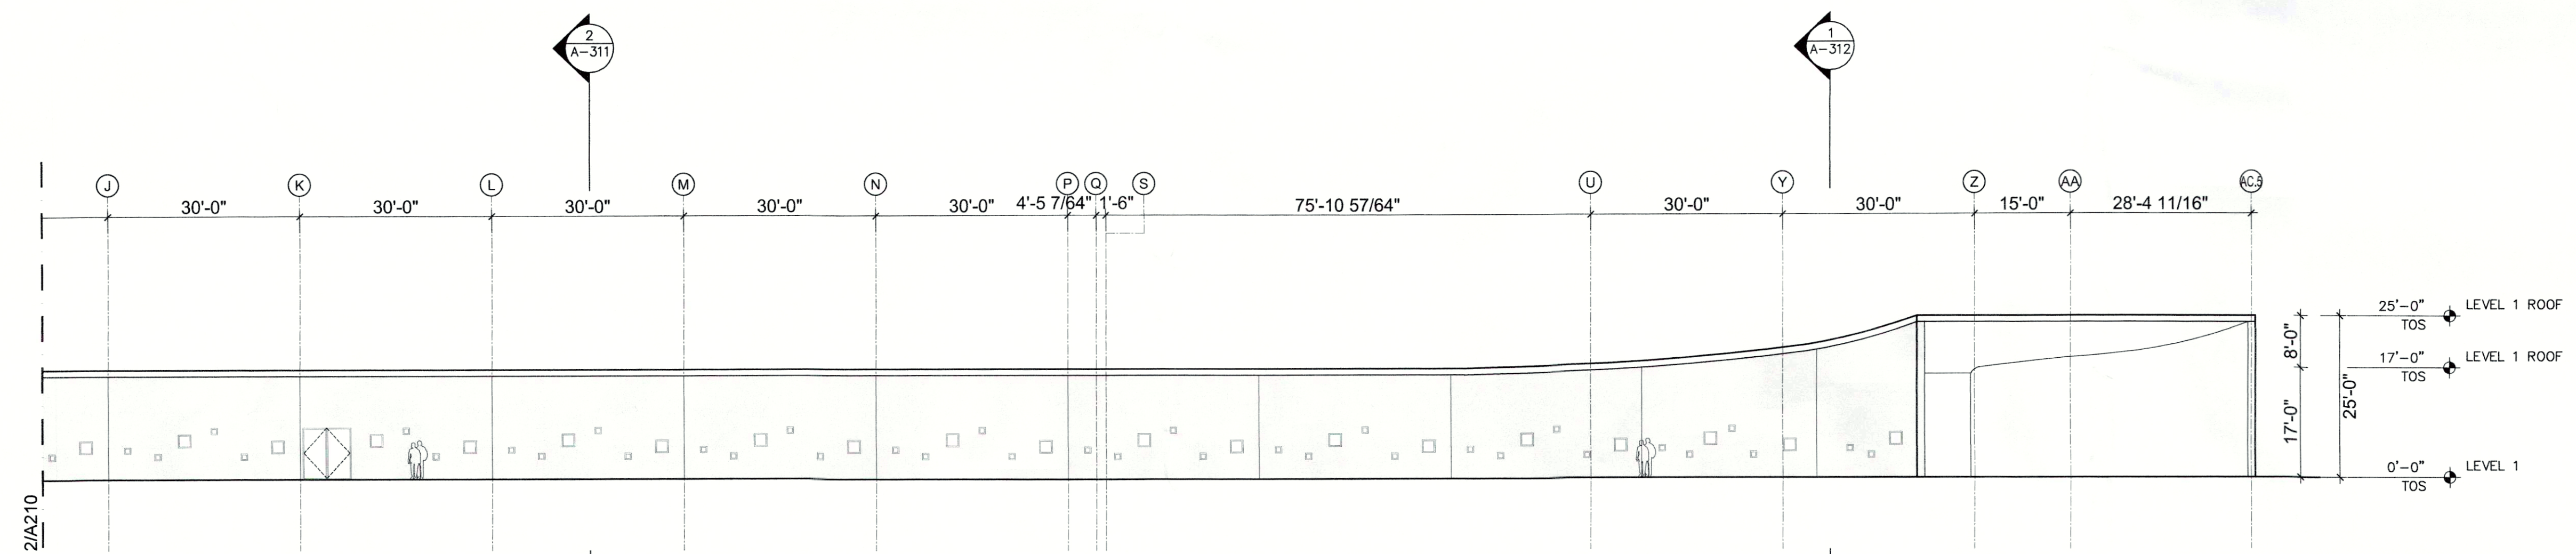 2
A-311
1
A-312
J K L M N P Q S U Y Z AA AC.5
30'-0" 30'-0" 30'-0" 30'-0" 30'-0" 4'-5 7/64" 1'-6" 75'-10 57/64" 30'-0" 30'-0" 15'-0" 28'-4 11/16"
25'-0" LEVEL 1 ROOF
TOS
8'-0"
17'-0" LEVEL 1 ROOF
TOS
25'-0"
17'-0"
0'-0" LEVEL 1
TOS
2/A210